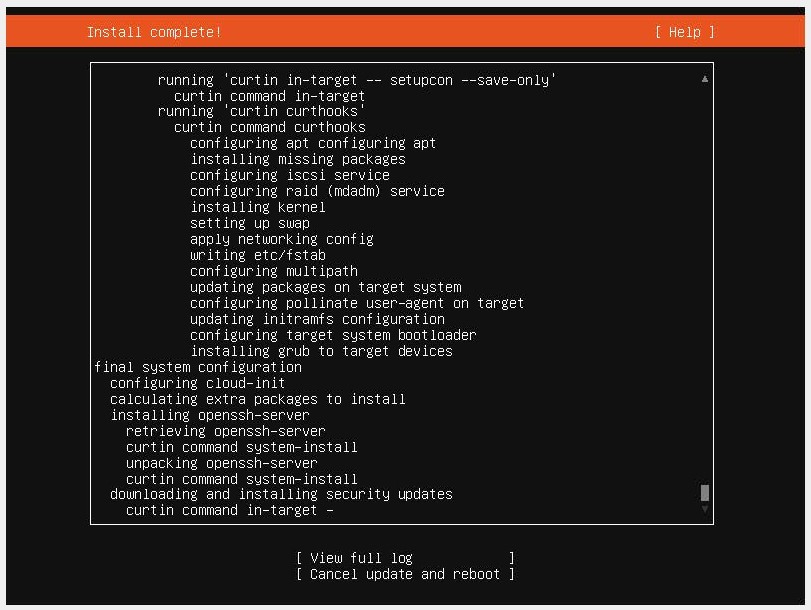 Install complete! [ Help ]
running 'curtin in-target -- setupcon --save-only'
curtin command in-target
running 'curtin curthooks'
curtin command curthooks
configuring apt configuring apt
installing missing packages
configuring iscsi service
configuring raid (mdadm) service
installing kernel
setting up swap
apply networking config
writing etc/fstab
configuring multipath
updating packages on target system
configuring pollinate user-agent on target
updating initramfs configuration
configuring target system bootloader
installing grub to target devices
final system configuration
configuring cloud-init
calculating extra packages to install
installing openssh-server
retrieving openssh-server
curtin command system-install
unpacking openssh-server
curtin command system-install
downloading and installing security updates
curtin command in-target -
[ View full log ]
[ Cancel update and reboot ]